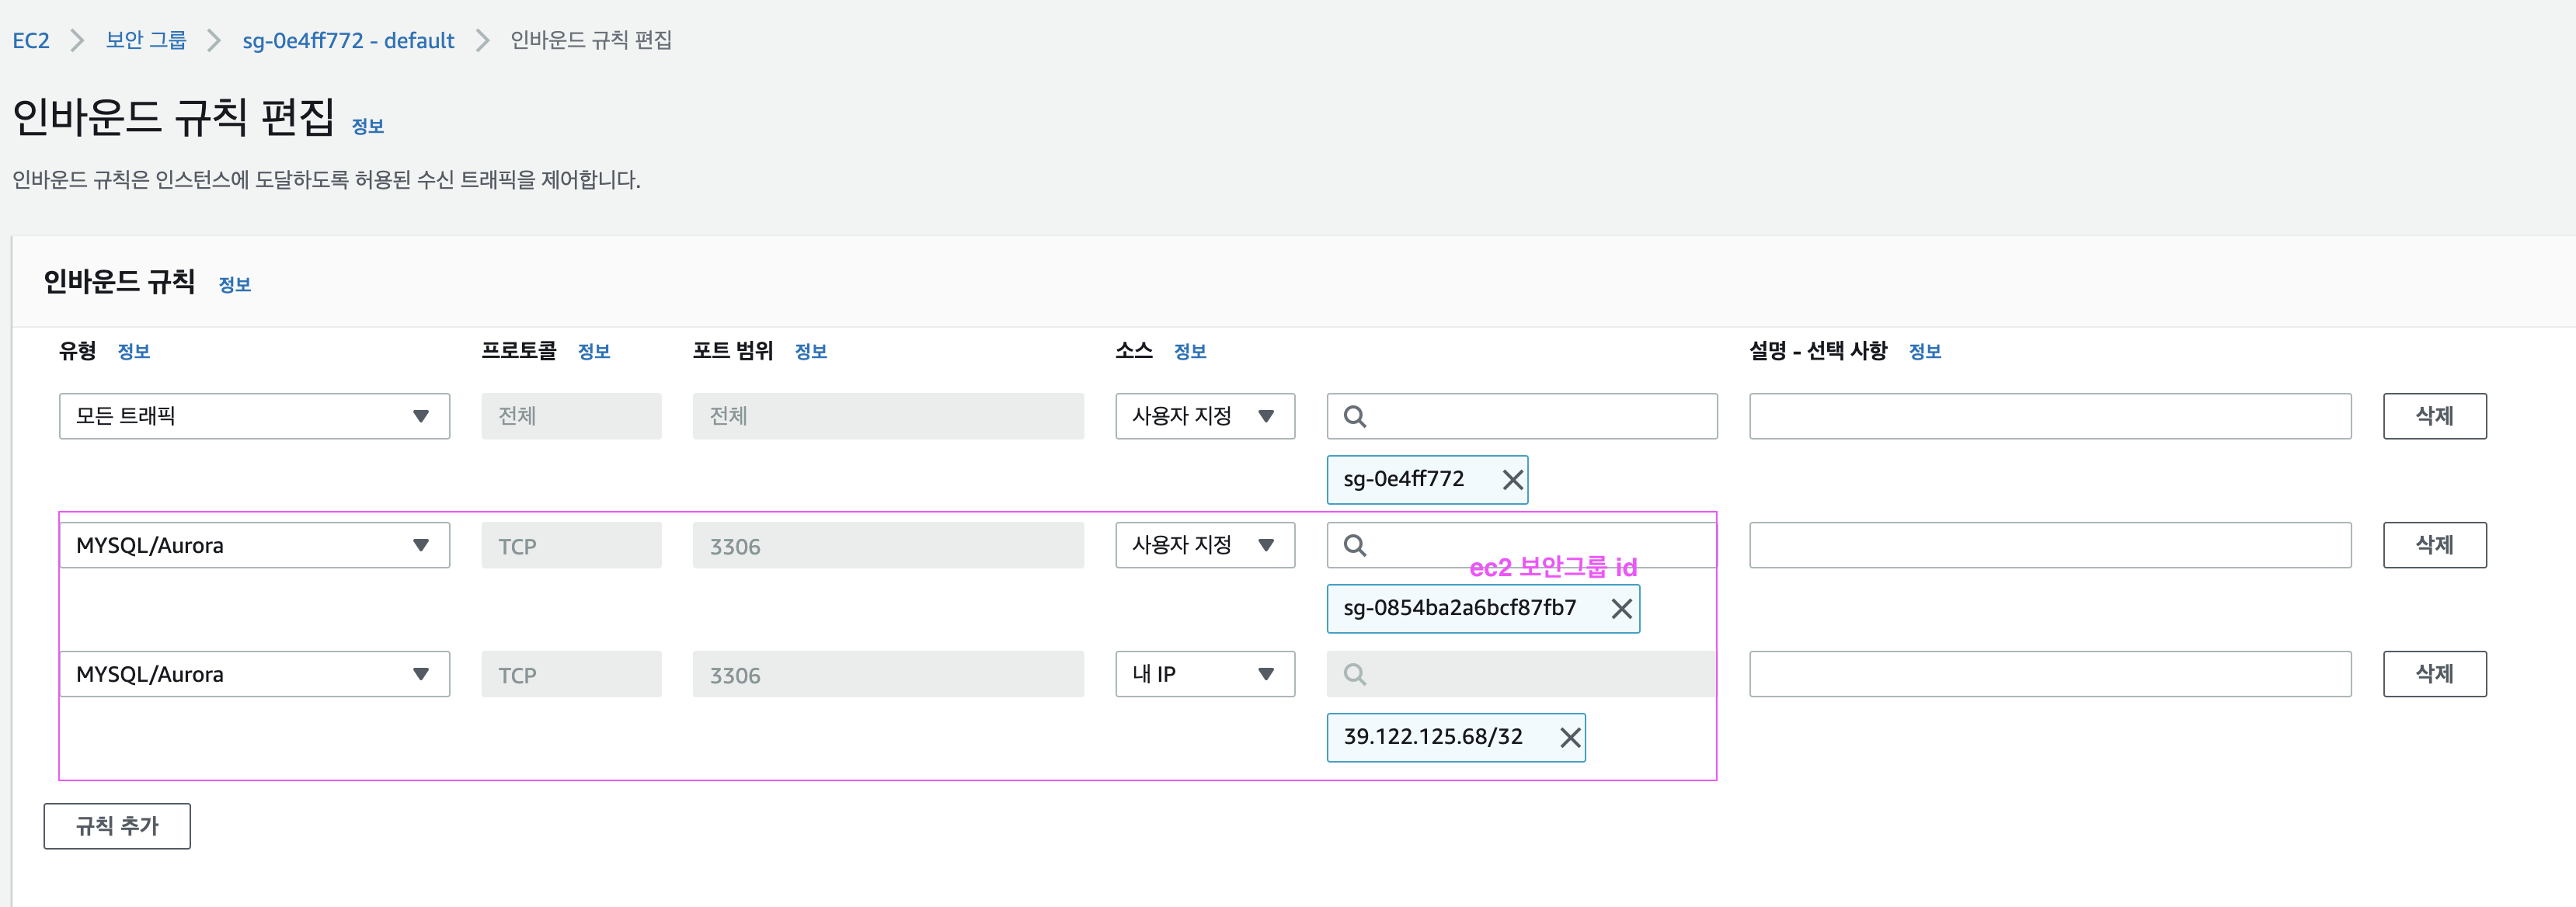 EC2 > 보안 그룹 > sg-0e4ff772 - default > 인바운드 규칙 편집
인바운드 규칙 편집 정보
인바운드 규칙은 인스턴스에 도달하도록 허용된 수신 트래픽을 제어합니다.
인바운드 규칙 정보
유형 정보 프로토콜 정보 포트 범위 정보 소스 정보 설명 - 선택 사항 정보
모든 트래픽 전체 전체 사용자 지정 삭제
sg-0e4ff772
MYSQL/Aurora TCP 3306 사용자 지정 삭제
ec2 보안그룹 id
sg-0854ba2a6bcf87fb7
MYSQL/Aurora TCP 3306 내 IP 삭제
39.122.125.68/32
규칙 추가